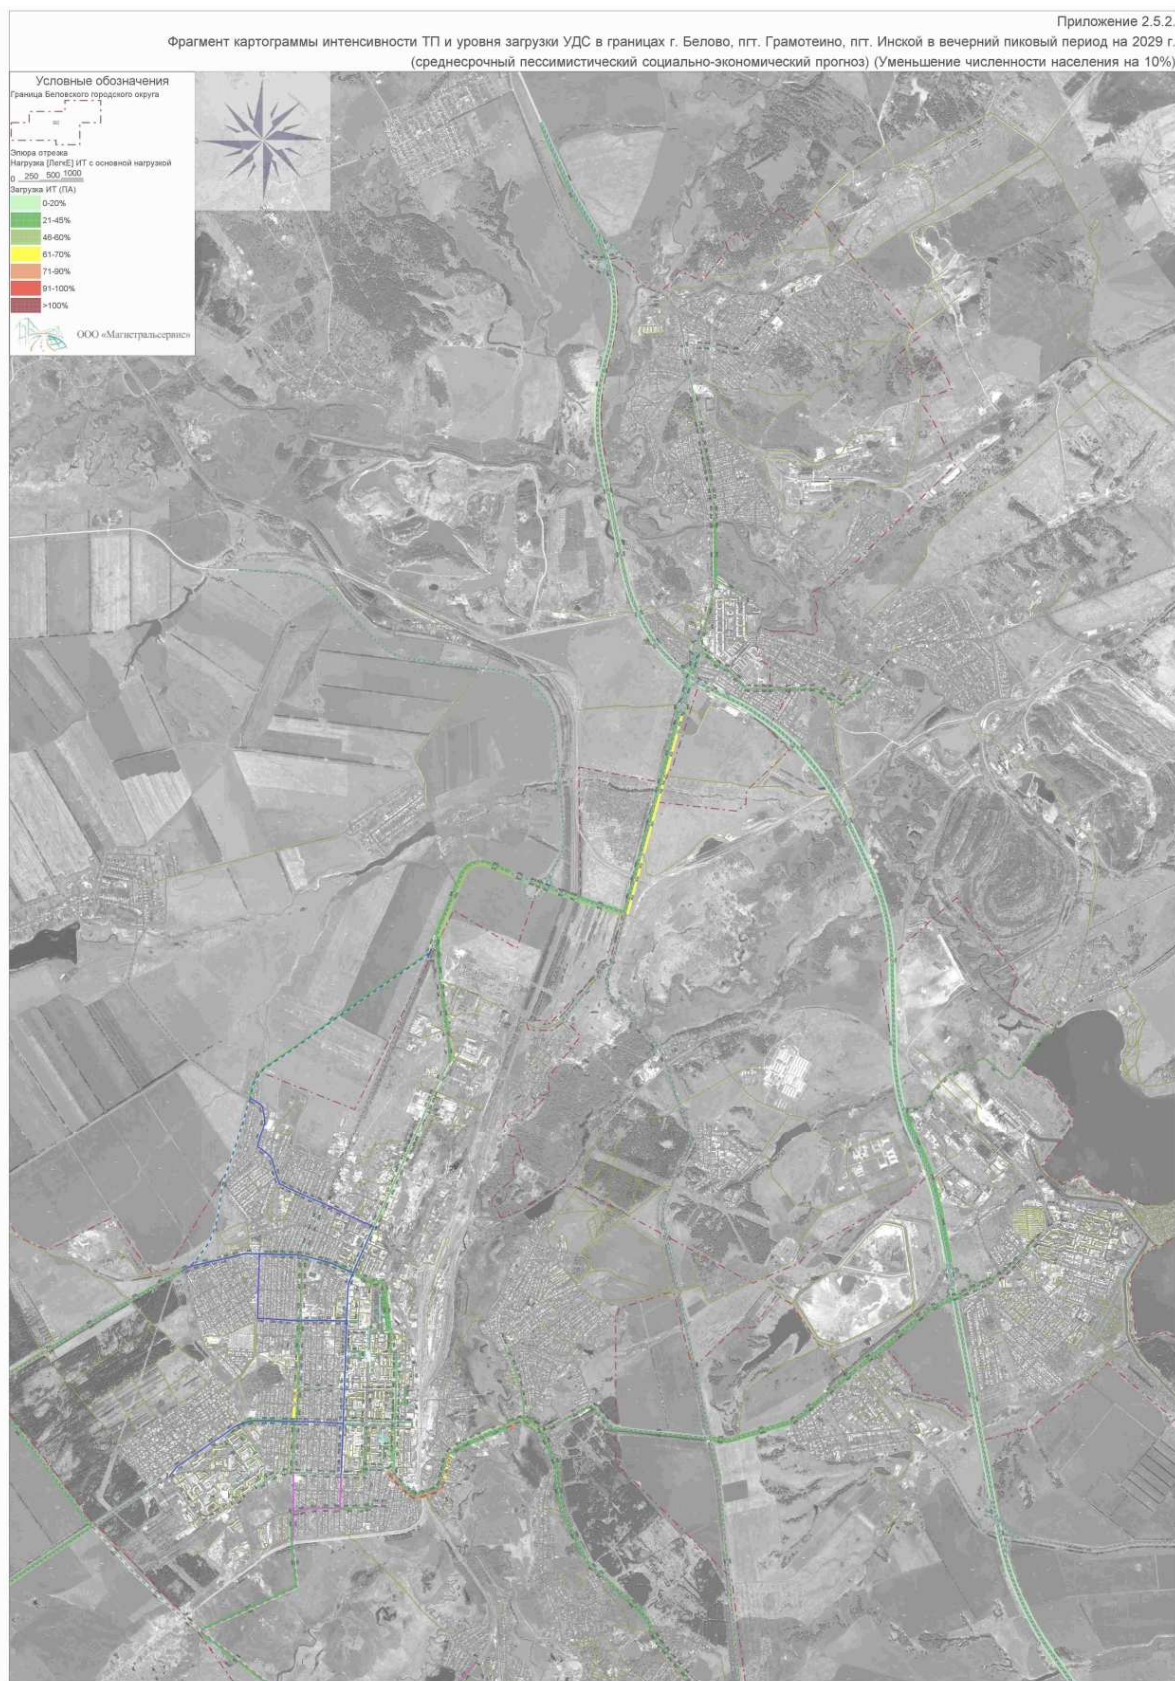 Приложение 2.5.2.
Фрагмент картограммы интенсивности ТП и уровня загрузки УДС в границах г. Белово, пгт. Грамотеино, пгт. Инской в вечерний пиковый период на 2029 г.
(среднесрочный пессимистический социально-экономический прогноз) (Уменьшение численности населения на 10%)
Условные обозначения
Граница Беловского городского округа
Эпюра отрезка
Нагрузка [ЛегкЕ] ИТ с основной нагрузкой
0 250 500 1000
Загрузка ИТ (ПА)
0-20%
21-45%
46-60%
61-70%
71-90%
91-100%
>100%
ООО «Магистральсервис»